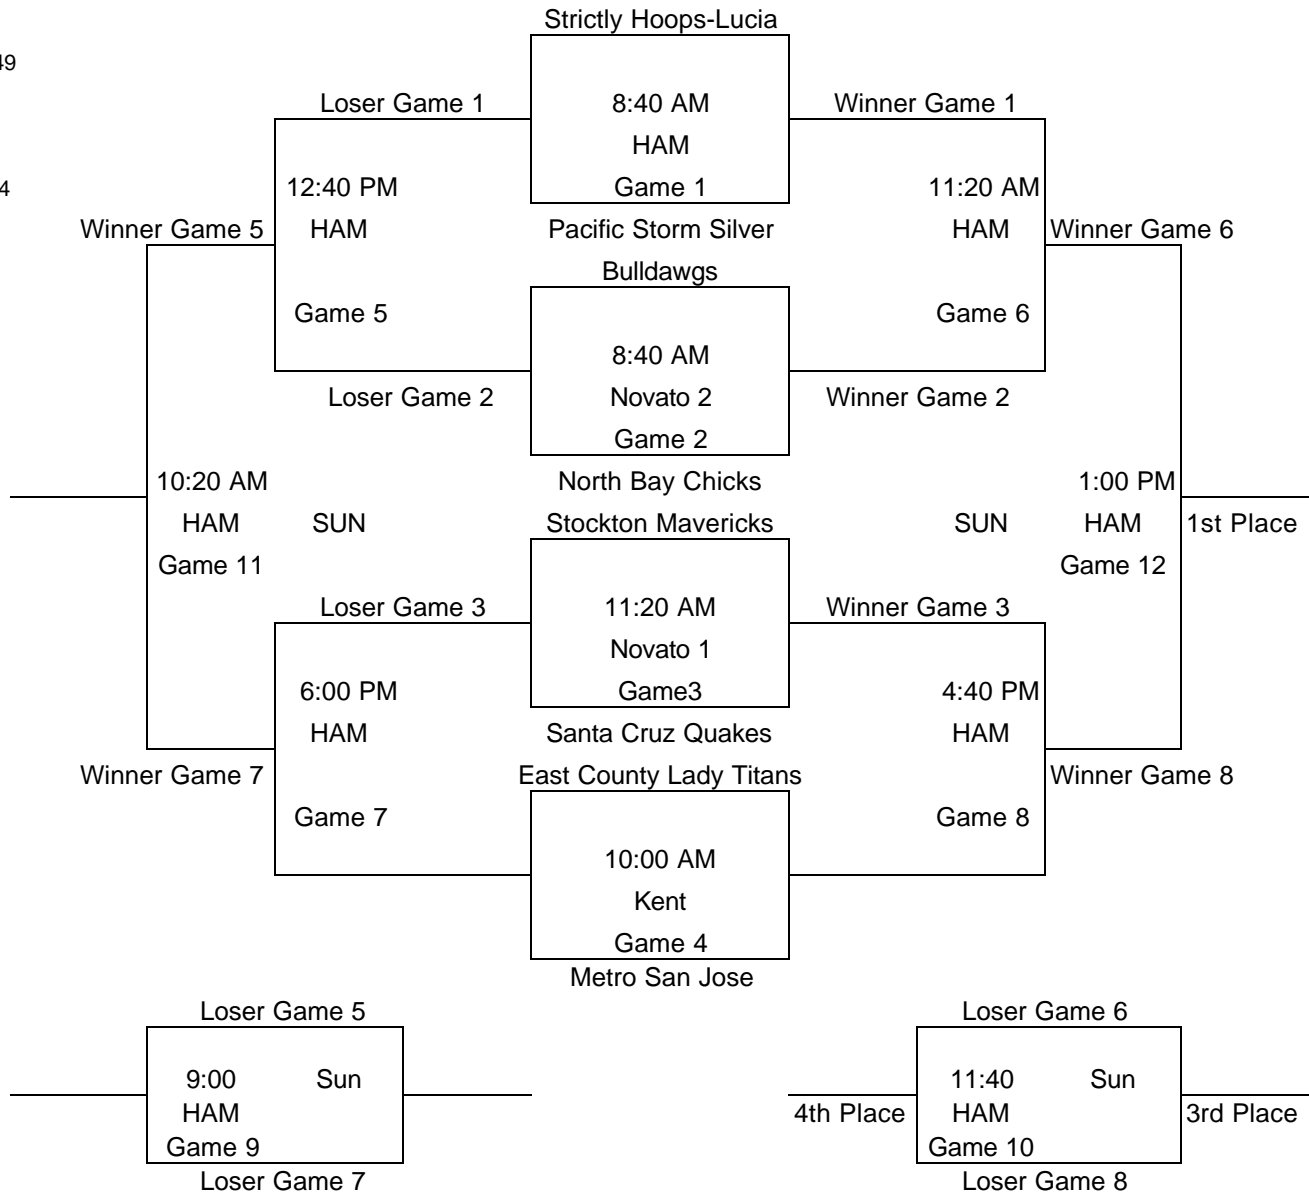 Strictly Hoops-Lucia
49
Loser Game 1 8:40 AM Winner Game 1
HAM
4 12:40 PM Game 1 11:20 AM
Winner Game 5 HAM Pacific Storm Silver HAM Winner Game 6
Bulldawgs
Game 5 Game 6
8:40 AM
Loser Game 2 Novato 2 Winner Game 2
Game 2
10:20 AM North Bay Chicks 1:00 PM
HAM SUN Stockton Mavericks SUN HAM 1st Place
Game 11 Game 12
Loser Game 3 11:20 AM Winner Game 3
Novato 1
6:00 PM Game3 4:40 PM
HAM Santa Cruz Quakes HAM
Winner Game 7 East County Lady Titans Winner Game 8
Game 7 Game 8
10:00 AM
Kent
Game 4
Metro San Jose
Loser Game 5 Loser Game 6
9:00 Sun 11:40 Sun
HAM 4th Place HAM 3rd Place
Game 9 Game 10
Loser Game 7 Loser Game 8